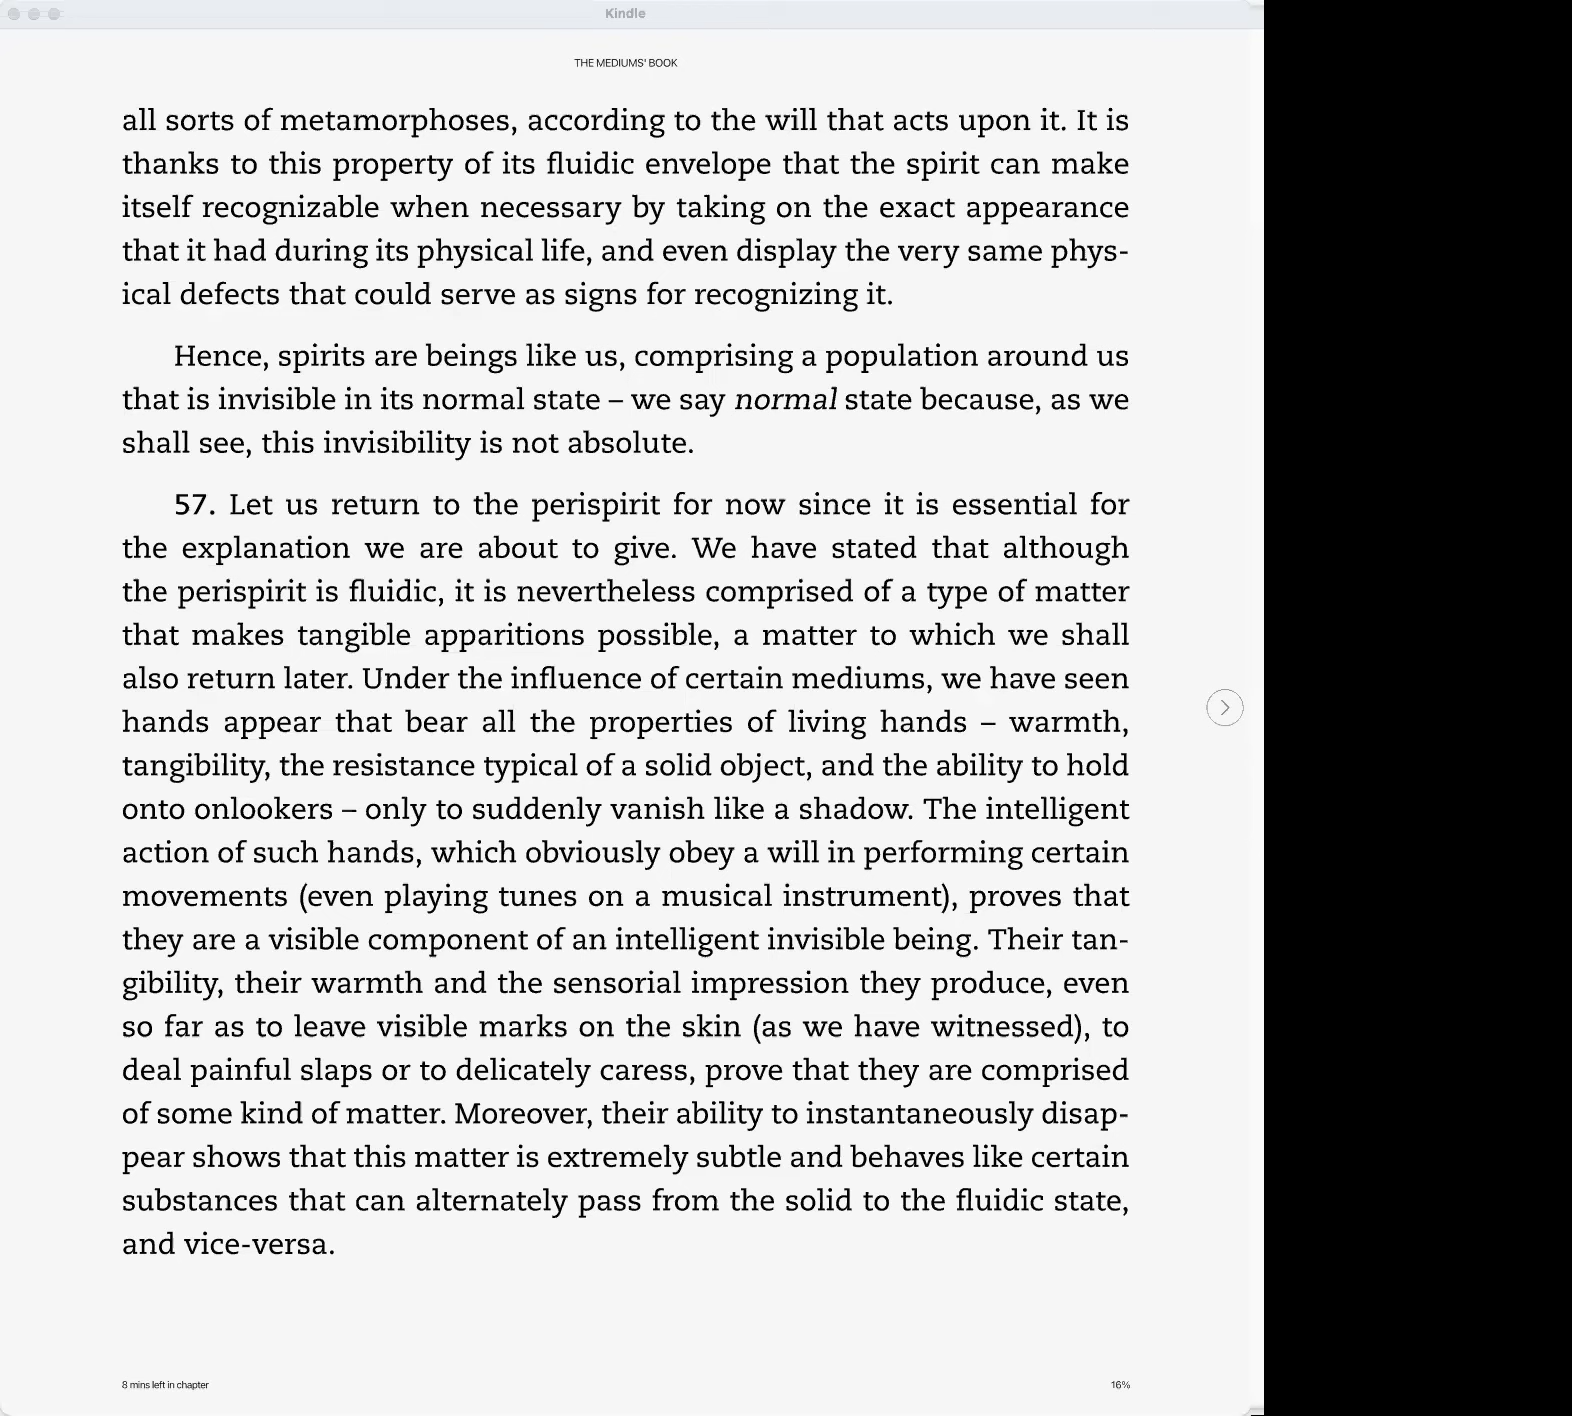 Kindle
THE MEDIUMS' BOOK
all sorts of metamorphoses, according to the will that acts upon it. It is
thanks to this property of its fluidic envelope that the spirit can make
itself recognizable when necessary by taking on the exact appearance
that it had during its physical life, and even display the very same phys-
ical defects that could serve as signs for recognizing it.
Hence, spirits are beings like us, comprising a population around us
that is invisible in its normal state – we say normal state because, as we
shall see, this invisibility is not absolute.
57. Let us return to the perispirit for now since it is essential for
the explanation we are about to give. We have stated that although
the perispirit is fluidic, it is nevertheless comprised of a type of matter
that makes tangible apparitions possible, a matter to which we shall
also return later. Under the influence of certain mediums, we have seen
hands appear that bear all the properties of living hands – warmth,
tangibility, the resistance typical of a solid object, and the ability to hold
onto onlookers – only to suddenly vanish like a shadow. The intelligent
action of such hands, which obviously obey a will in performing certain
movements (even playing tunes on a musical instrument), proves that
they are a visible component of an intelligent invisible being. Their tan-
gibility, their warmth and the sensorial impression they produce, even
so far as to leave visible marks on the skin (as we have witnessed), to
deal painful slaps or to delicately caress, prove that they are comprised
of some kind of matter. Moreover, their ability to instantaneously disap-
pear shows that this matter is extremely subtle and behaves like certain
substances that can alternately pass from the solid to the fluidic state,
and vice-versa.
8 mins left in chapter
16%